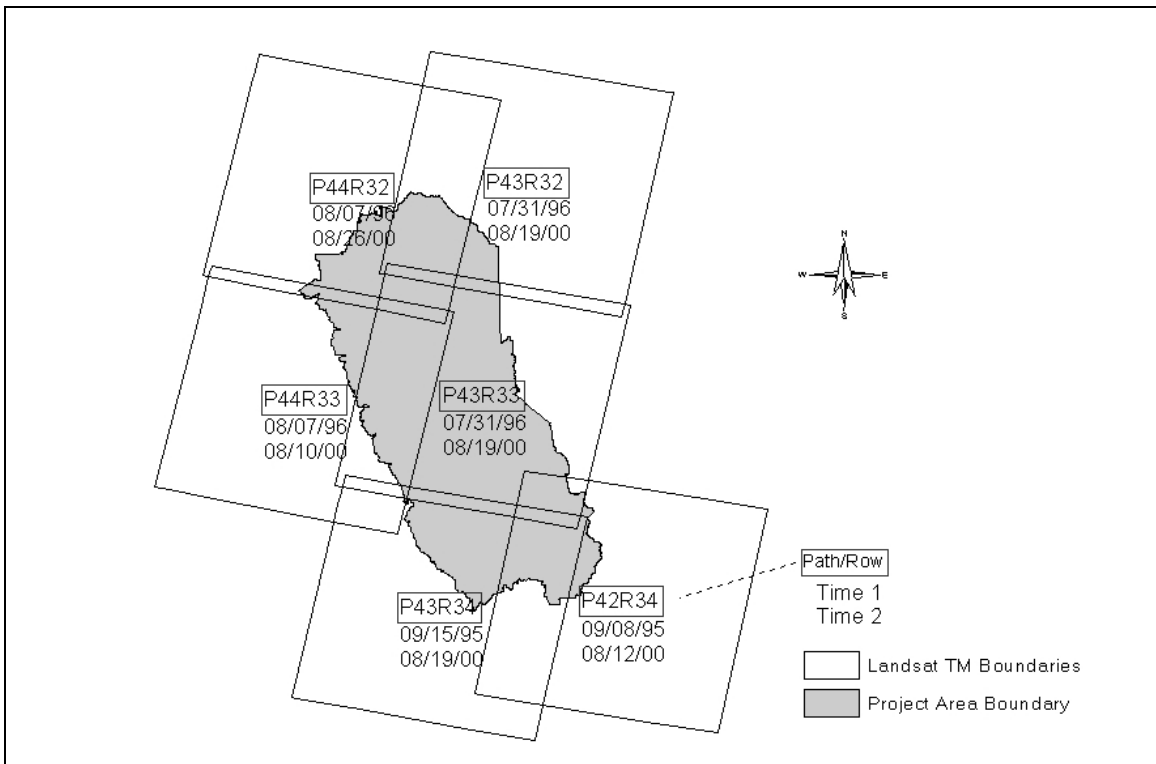 P44R32
08/07/96
08/26/00
P43R32
07/31/96
08/19/00
N
W E
S
P44R33
08/07/96
08/10/00
P43R33
07/31/96
08/19/00
P43R34
09/15/95
08/19/00
P42R34
09/08/95
08/12/00
Path/Row
Time 1
Time 2
Landsat TM Boundaries
Project Area Boundary